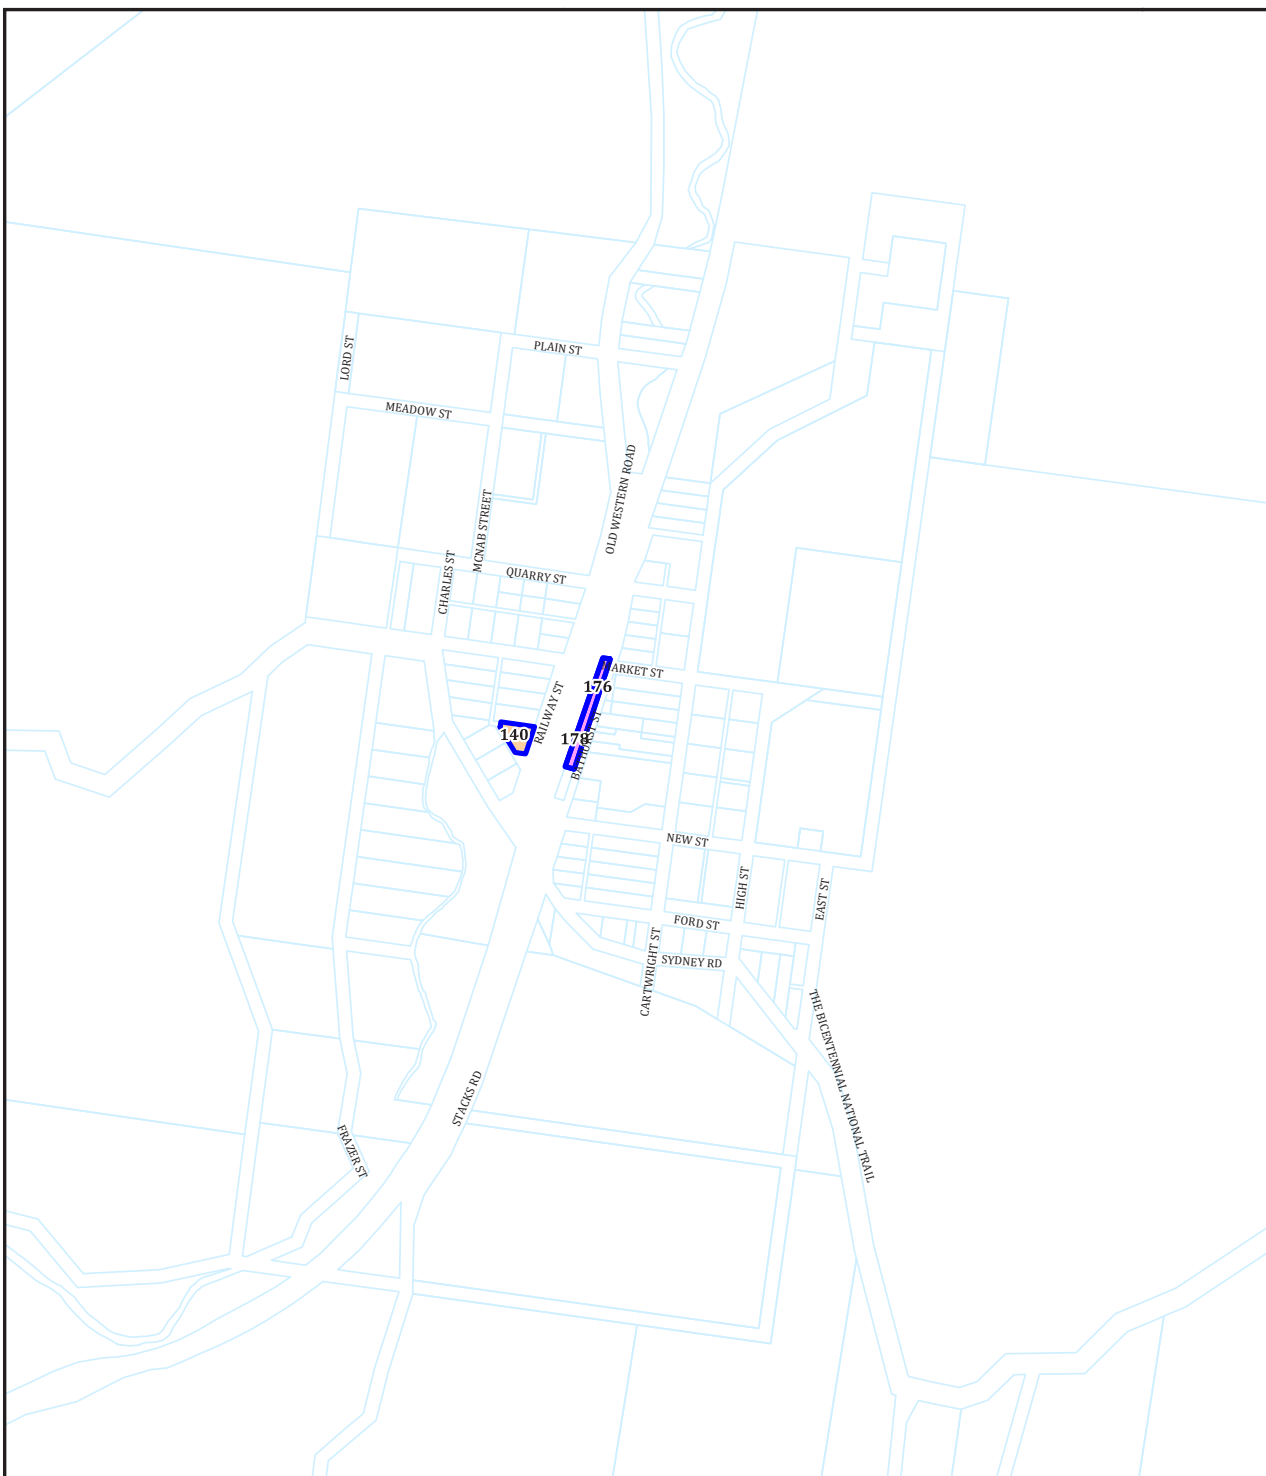 PLAIN ST
LORD ST
MEADOW ST
OLD WESTERN ROAD
MCNAB STREET
CHARLES ST
QUARRY ST
ARKET ST
176
RAILWAY ST
140
178
BATHURST ST
NEW ST
HIGH ST
EAST ST
FORD ST
CARTWRIGHT ST
SYDNEY RD
THE BICENTENNIAL NATIONAL TRAIL
STACKS RD
FRAZER ST